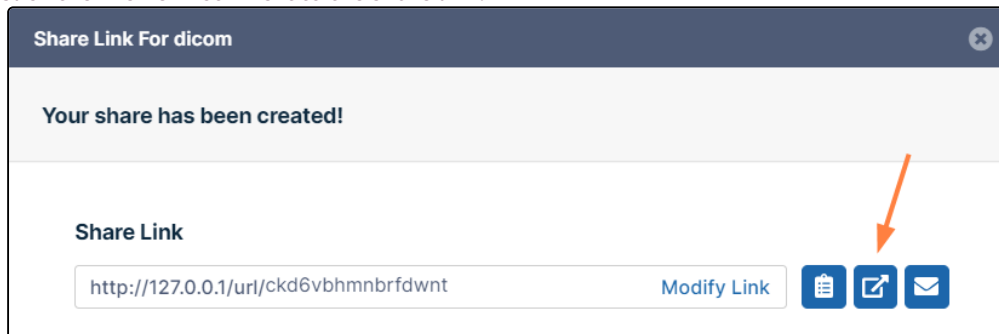 Share Link For dicom
Your share has been created!
Share Link
http://127.0.0.1/url/ckd6vbhmnbrfdwnt Modify Link